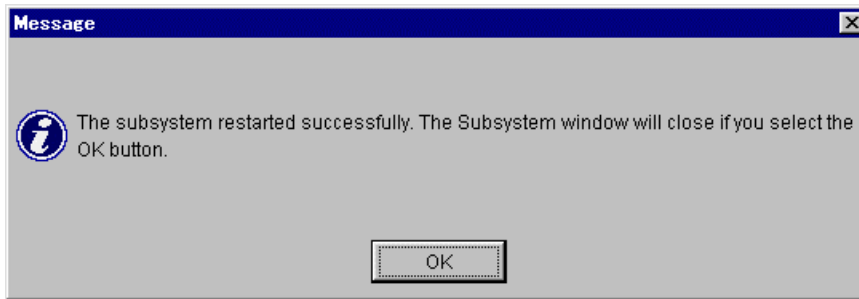 Message
The subsystem restarted successfully. The Subsystem window will close if you select the
OK button.
OK